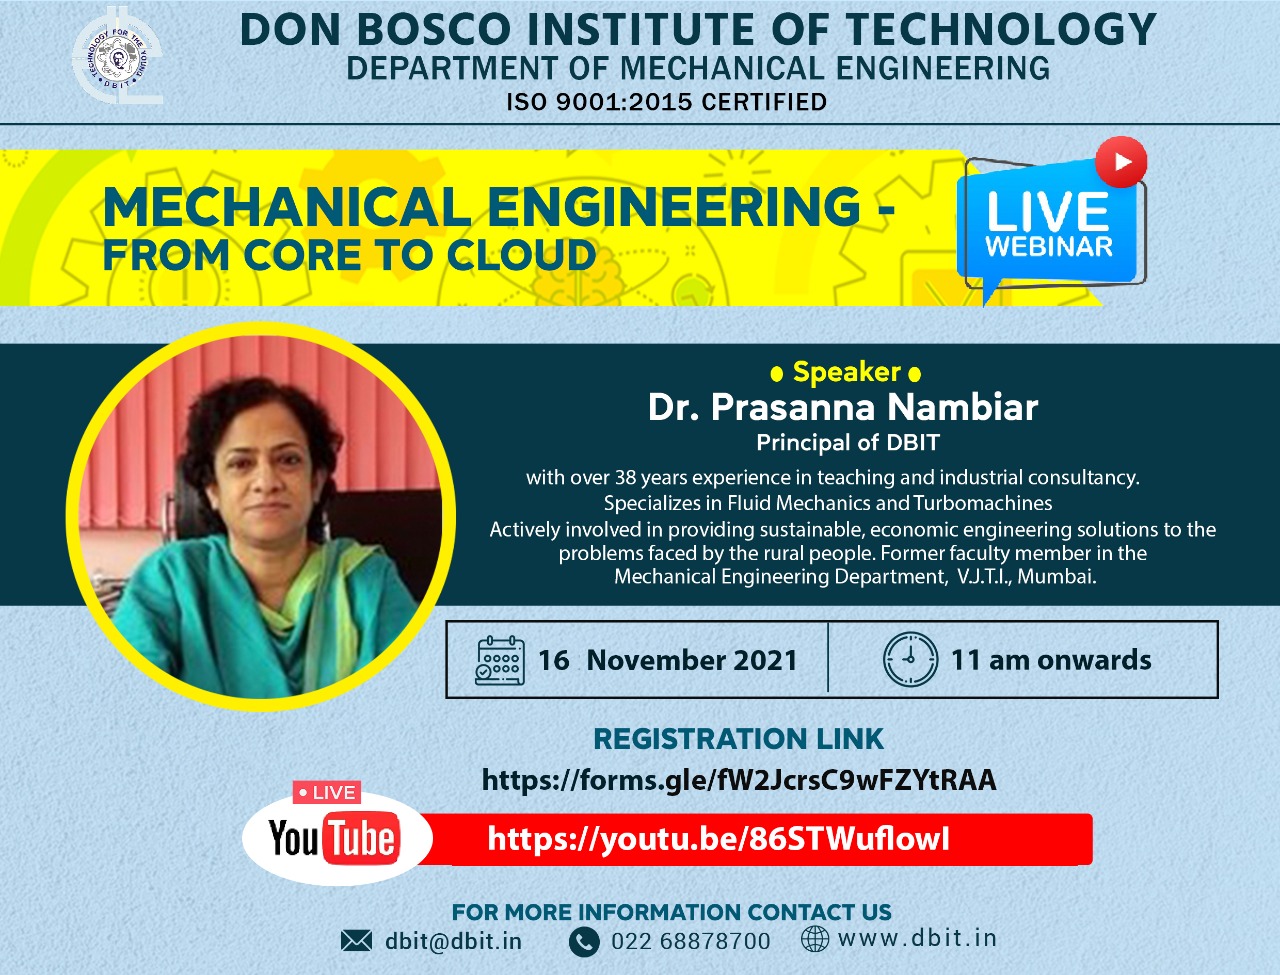 TECHNOLOGY FOR THE YOUNG
DBIT
DON BOSCO INSTITUTE OF TECHNOLOGY
DEPARTMENT OF MECHANICAL ENGINEERING
ISO 9001:2015 CERTIFIED
MECHANICAL ENGINEERING -
FROM CORE TO CLOUD
LIVE
WEBINAR
• Speaker •
Dr. Prasanna Nambiar
Principal of DBIT
with over 38 years experience in teaching and industrial consultancy.
Specializes in Fluid Mechanics and Turbomachines
Actively involved in providing sustainable, economic engineering solutions to the
problems faced by the rural people. Former faculty member in the
Mechanical Engineering Department, V.J.T.I., Mumbai.
16 November 2021
11 am onwards
REGISTRATION LINK
https://forms.gle/fW2JcrsC9wFZYtRAA
• LIVE
YouTube
https://youtu.be/86STWuflowI
FOR MORE INFORMATION CONTACT US
dbit@dbit.in
022 68878700
www.dbit.in